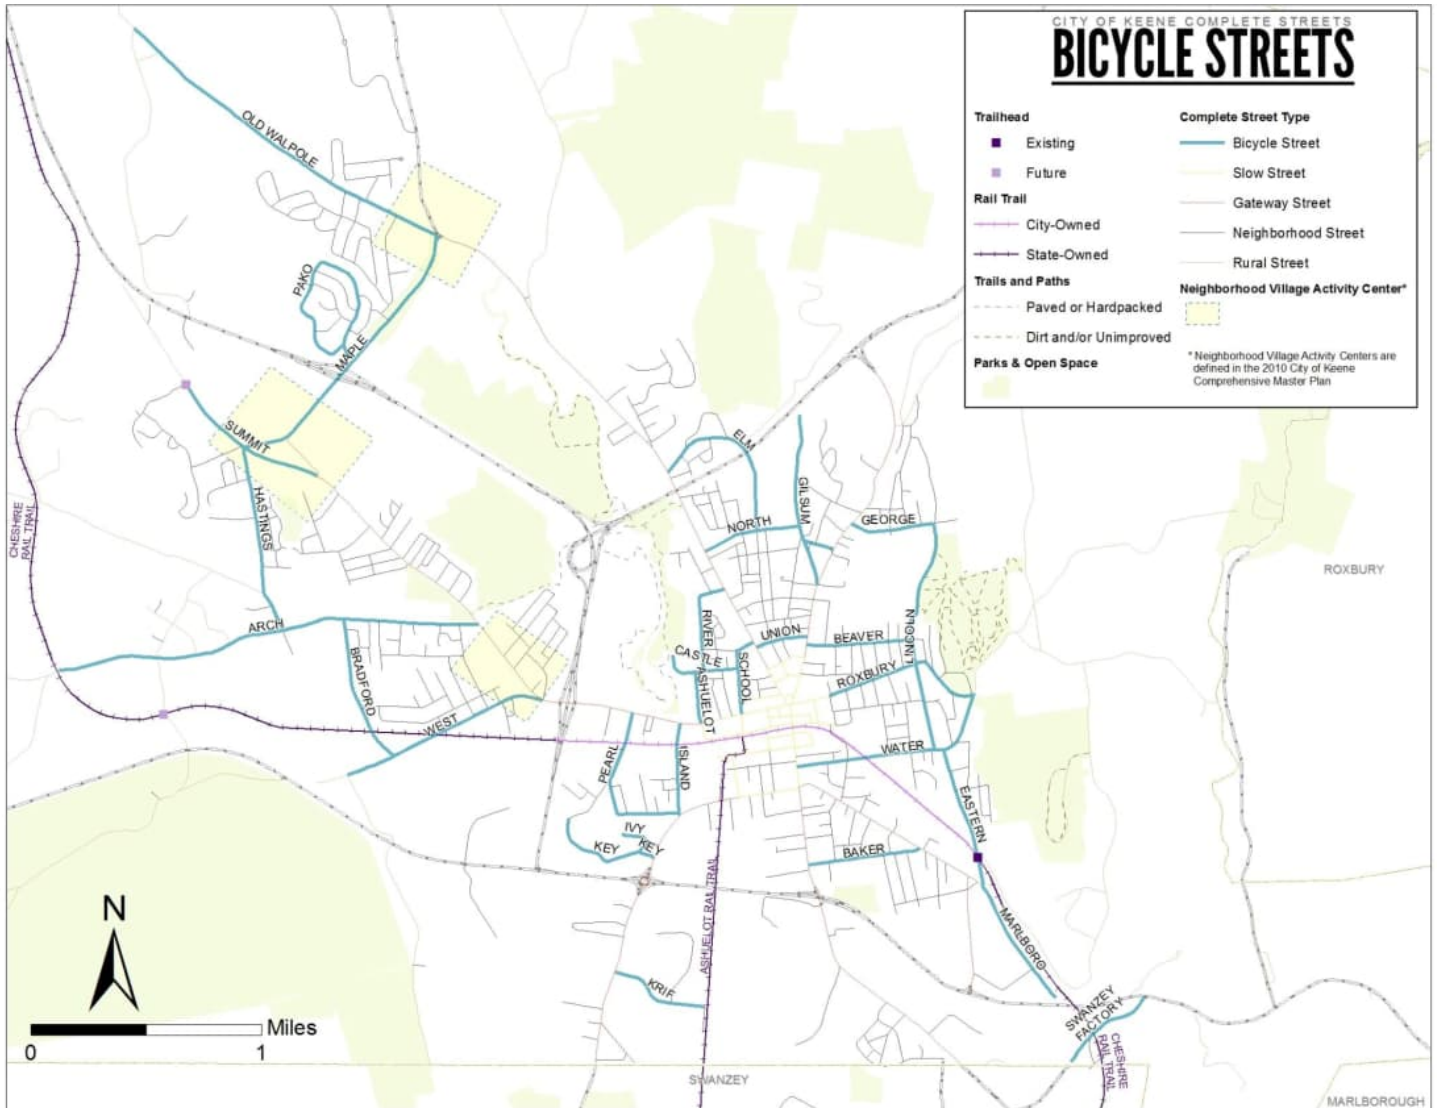 CITY OF KEENE COMPLETE STREETS
BICYCLE STREETS
Trailhead
Existing
Future
Rail Trail
City-Owned
State-Owned
Trails and Paths
Paved or Hardpacked
Dirt and/or Unimproved
Parks & Open Space
Complete Street Type
Bicycle Street
Slow Street
Gateway Street
Neighborhood Street
Rural Street
Neighborhood Village Activity Center*
* Neighborhood Village Activity Centers are
defined in the 2010 City of Keene
Comprehensive Master Plan
OLD WALPOLE
PAKO
MAPLE
SUMMIT
HASTINGS
CHESHIRE
RAIL TRAIL
ELM
GILSUM
NORTH
GEORGE
ROXBURY
ARCH
BRADFORD
WEST
RIVER
UNION
BEAVER
LINCOLN
CASTLE
SCHOOL
ROXBURY
ASHUELOT
WATER
PEARL
ISLAND
EASTERN
IVY
KEY
KEY
BAKER
ASHUELOT RAIL TRAIL
MARLBORO
KRIF
SWANZEY
FACTORY
CHESHIRE
RAIL TRAIL
N
Miles
0
1
SWANZEY
MARLBOROUGH